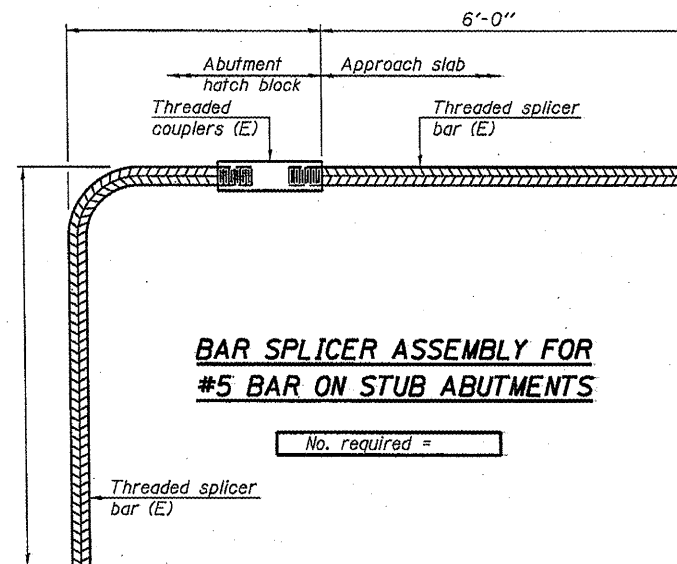 6'-0"
Abutment
hatch block
Approach slab
Threaded
couplers (E)
Threaded splicer
bar (E)
BAR SPLICER ASSEMBLY FOR
#5 BAR ON STUB ABUTMENTS
No. required =
Threaded splicer
bar (E)